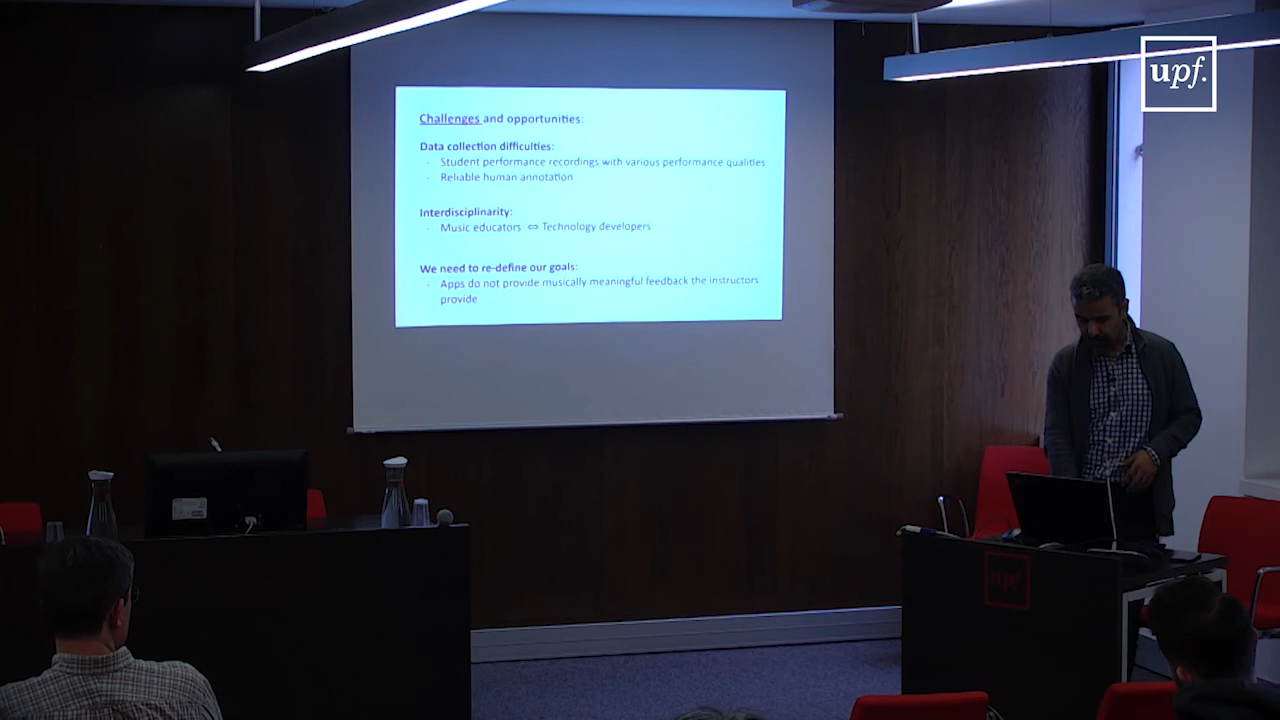 upf.
Challenges and opportunities:
Data collection difficulties:
- Student performance recordings with various performance qualities
- Reliable human annotation
Interdisciplinarity:
- Music educators ⇔ Technology developers
We need to re-define our goals:
- Apps do not provide musically meaningful feedback the instructors
provide
upf.